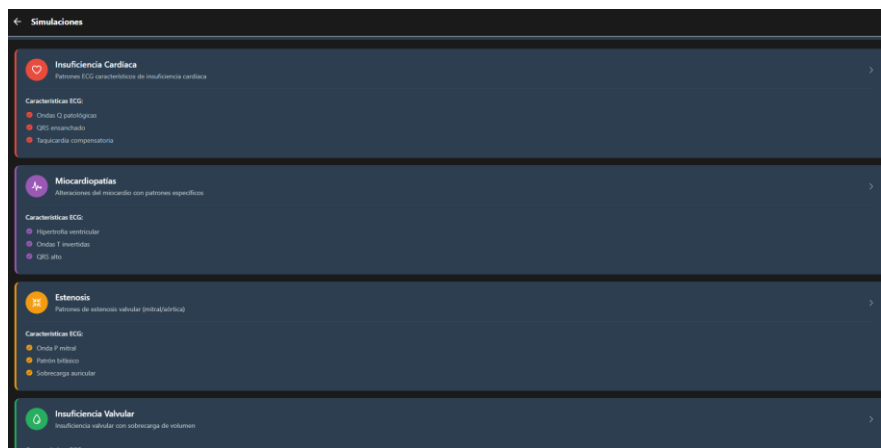 Simulaciones
Insuficiencia Cardíaca
Patrones ECG característicos de insuficiencia cardíaca
Características ECG:
Ondas Q patológicas
QRS ensanchado
Taquicardia compensatoria
Miocardiopatías
Alteraciones del miocardio con patrones específicos
Características ECG:
Hipertrofia ventricular
Ondas T invertidas
QRS alto
Estenosis
Patrones de estenosis valvular (mitral/aórtica)
Características ECG:
Onda P mitral
Patrón bifásico
Sobrecarga auricular
Insuficiencia Valvular
Insuficiencia valvular con sobrecarga de volumen